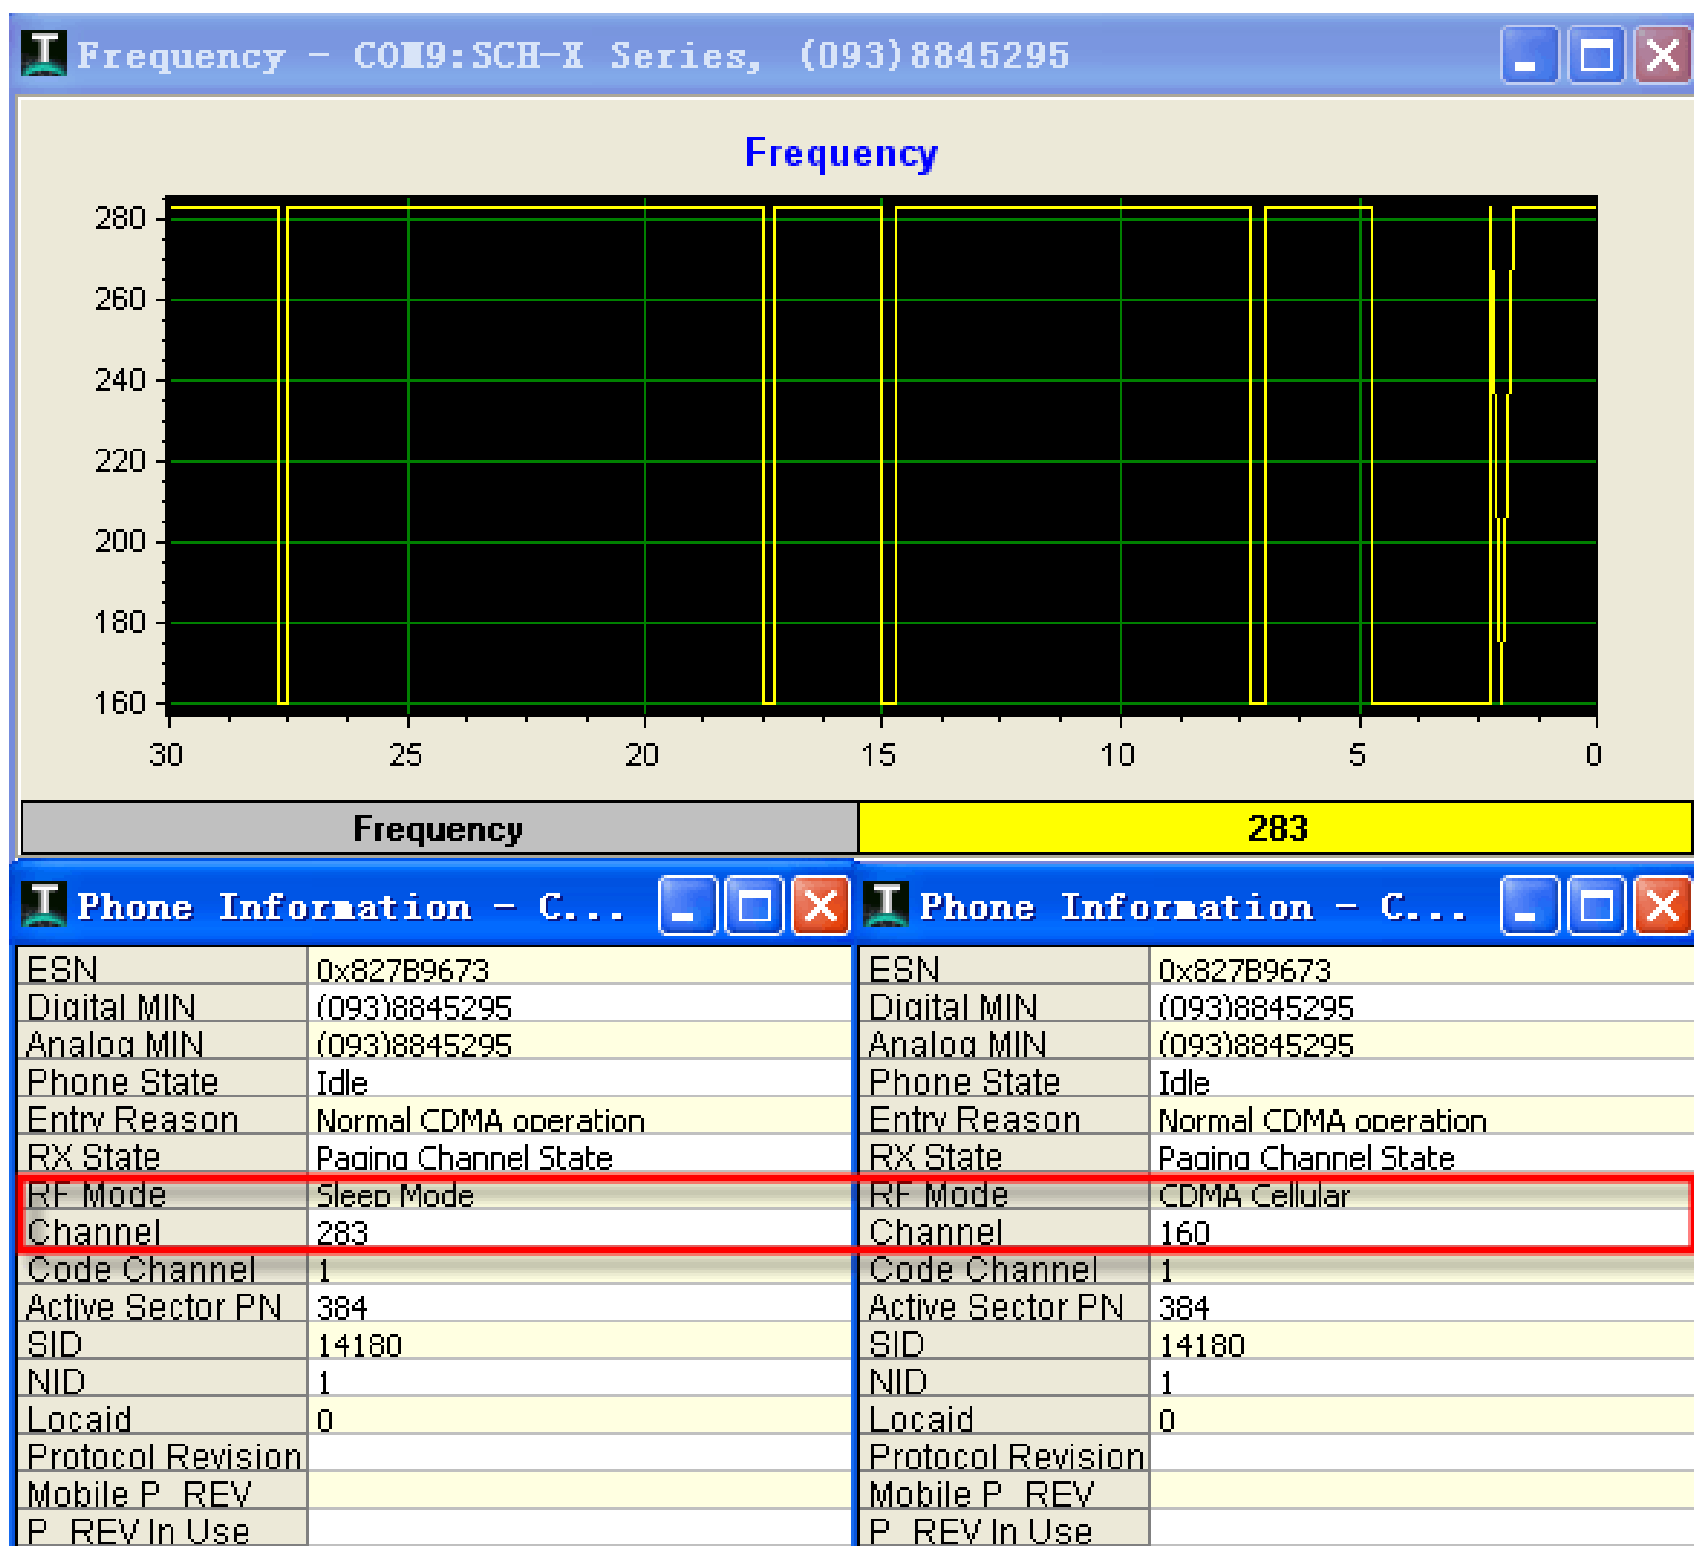 Frequency - COM9:SCH-X Series, (093)8845295
Frequency
280
260
240
220
200
180
160
30 25 20 15 10 5 0
Frequency 283
Phone Information - C... Phone Information - C...
ESN 0x827B9673 ESN 0x827B9673
Digital MIN (093)8845295 Digital MIN (093)8845295
Analog MIN (093)8845295 Analog MIN (093)8845295
Phone State Idle Phone State Idle
Entry Reason Normal CDMA operation Entry Reason Normal CDMA operation
RX State Paging Channel State RX State Paging Channel State
RF Mode Sleep Mode RF Mode CDMA Cellular
Channel 283 Channel 160
Code Channel 1 Code Channel 1
Active Sector PN 384 Active Sector PN 384
SID 14180 SID 14180
NID 1 NID 1
Locaid 0 Locaid 0
Protocol Revision Protocol Revision
Mobile P_REV Mobile P_REV
P_REV In Use P_REV In Use